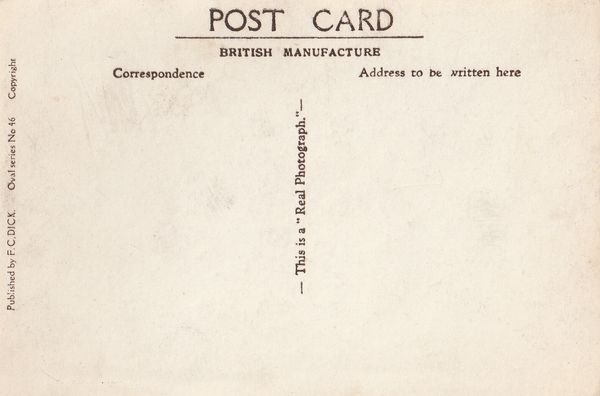 POST CARD
BRITISH MANUFACTURE
Correspondence
Address to be written here
— This is a "Real Photograph." —
Published by F. C. DICK. Oval series No 46 Copyright